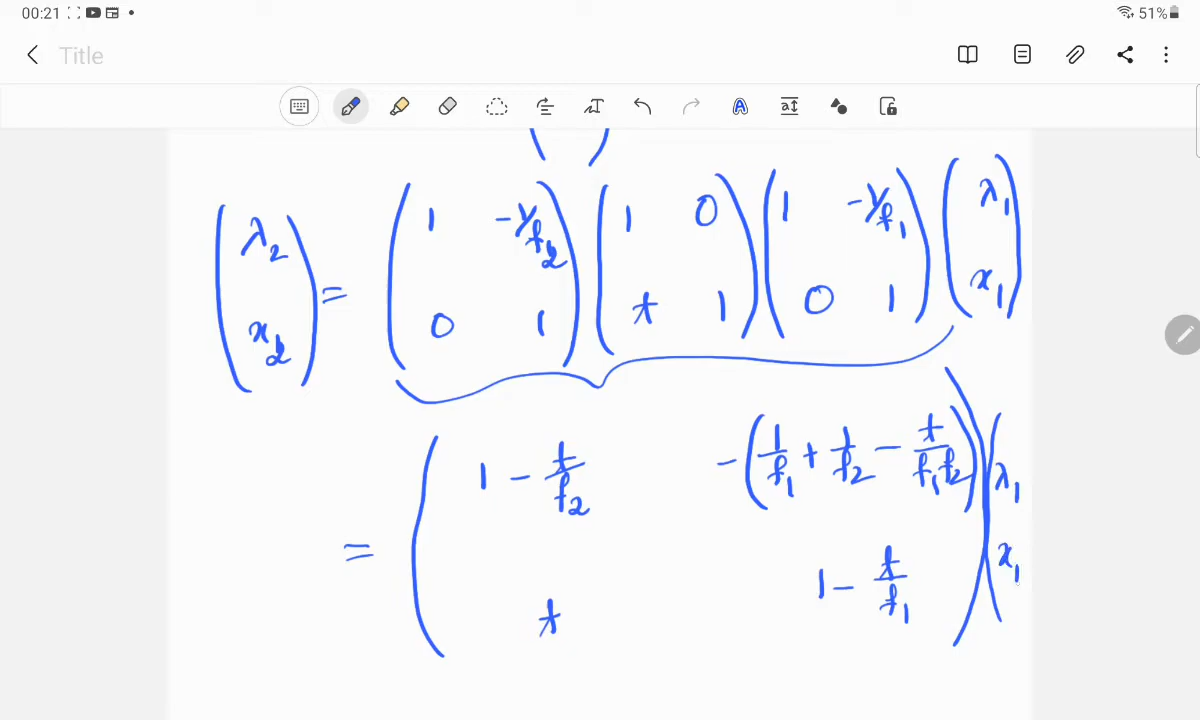 00:21 51%
Title
(λ₂ x₂) = (1 -1/f₂ 0 1) (1 0 t 1) (1 -1/f₁ 0 1) (λ₁ x₁)
= (1 - t/f₂ -(1/f₁ + 1/f₂ - t/f₁f₂) t 1 - t/f₁) (λ₁ x₁